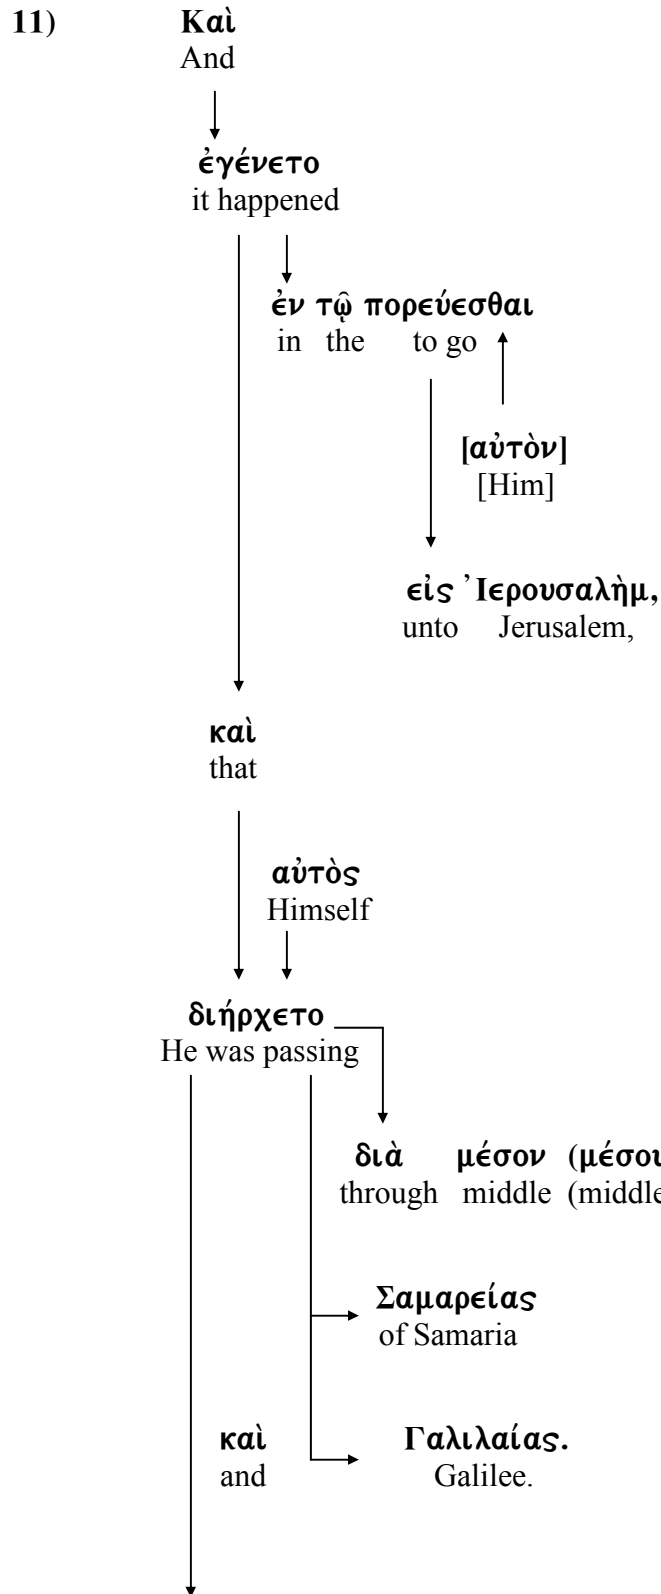 11) Καὶ
And
ἐγένετο
it happened
ἐν τῷ πορεύεσθαι
in the to go
[αὐτὸν]
[Him]
εἰς Ἰερουσαλὴμ,
unto Jerusalem,
καὶ
that
αὐτὸς
Himself
διήρχετο
He was passing
διὰ μέσον (μέσου
through middle (middle
Σαμαρείας
of Samaria
καὶ Γαλιλαίας.
and Galilee.